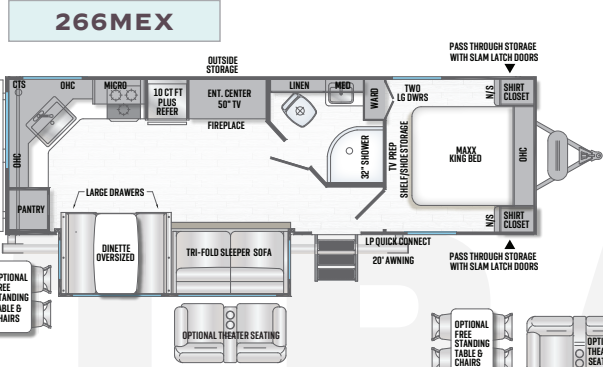 266MEX
PASS THROUGH STORAGE
WITH SLAM LATCH DOORS
OUTSIDE
STORAGE
CTS
OHC
MICRO
10 CT FT
PLUS
REFER
ENT. CENTER
50" TV
FIREPLACE
LINEN
MED
WARD
TWO
LG DWRS
N/S
SHIRT
CLOSET
OHC
32" SHOWER
TV PREP
SHELF/SHOE STORAGE
MAXX
KING BED
OHC
PANTRY
LARGE DRAWERS
N/S
SHIRT
CLOSET
DINETTE
OVERSIZED
TRI-FOLD SLEEPER SOFA
LP QUICK CONNECT
20' AWNING
PASS THROUGH STORAGE
WITH SLAM LATCH DOORS
OPTIONAL THEATER SEATING
OPTIONAL
FREE
STANDING
TABLE &
CHAIRS
OPTIONAL
FREE
STANDING
TABLE &
CHAIRS